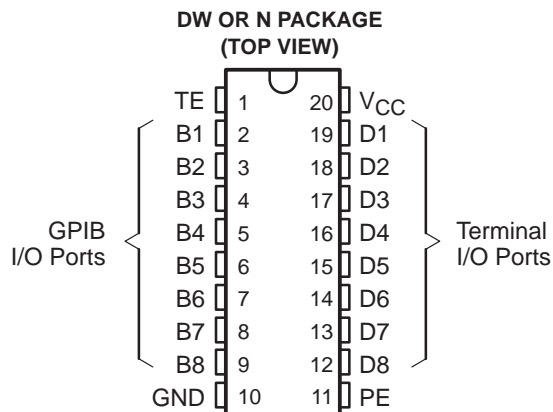 DW OR N PACKAGE
(TOP VIEW)
TE 1 20 VCC
B1 2 19 D1
B2 3 18 D2
B3 4 17 D3
B4 5 16 D4
B5 6 15 D5
B6 7 14 D6
B7 8 13 D7
B8 9 12 D8
GND 10 11 PE
GPIB
I/O Ports
Terminal
I/O Ports